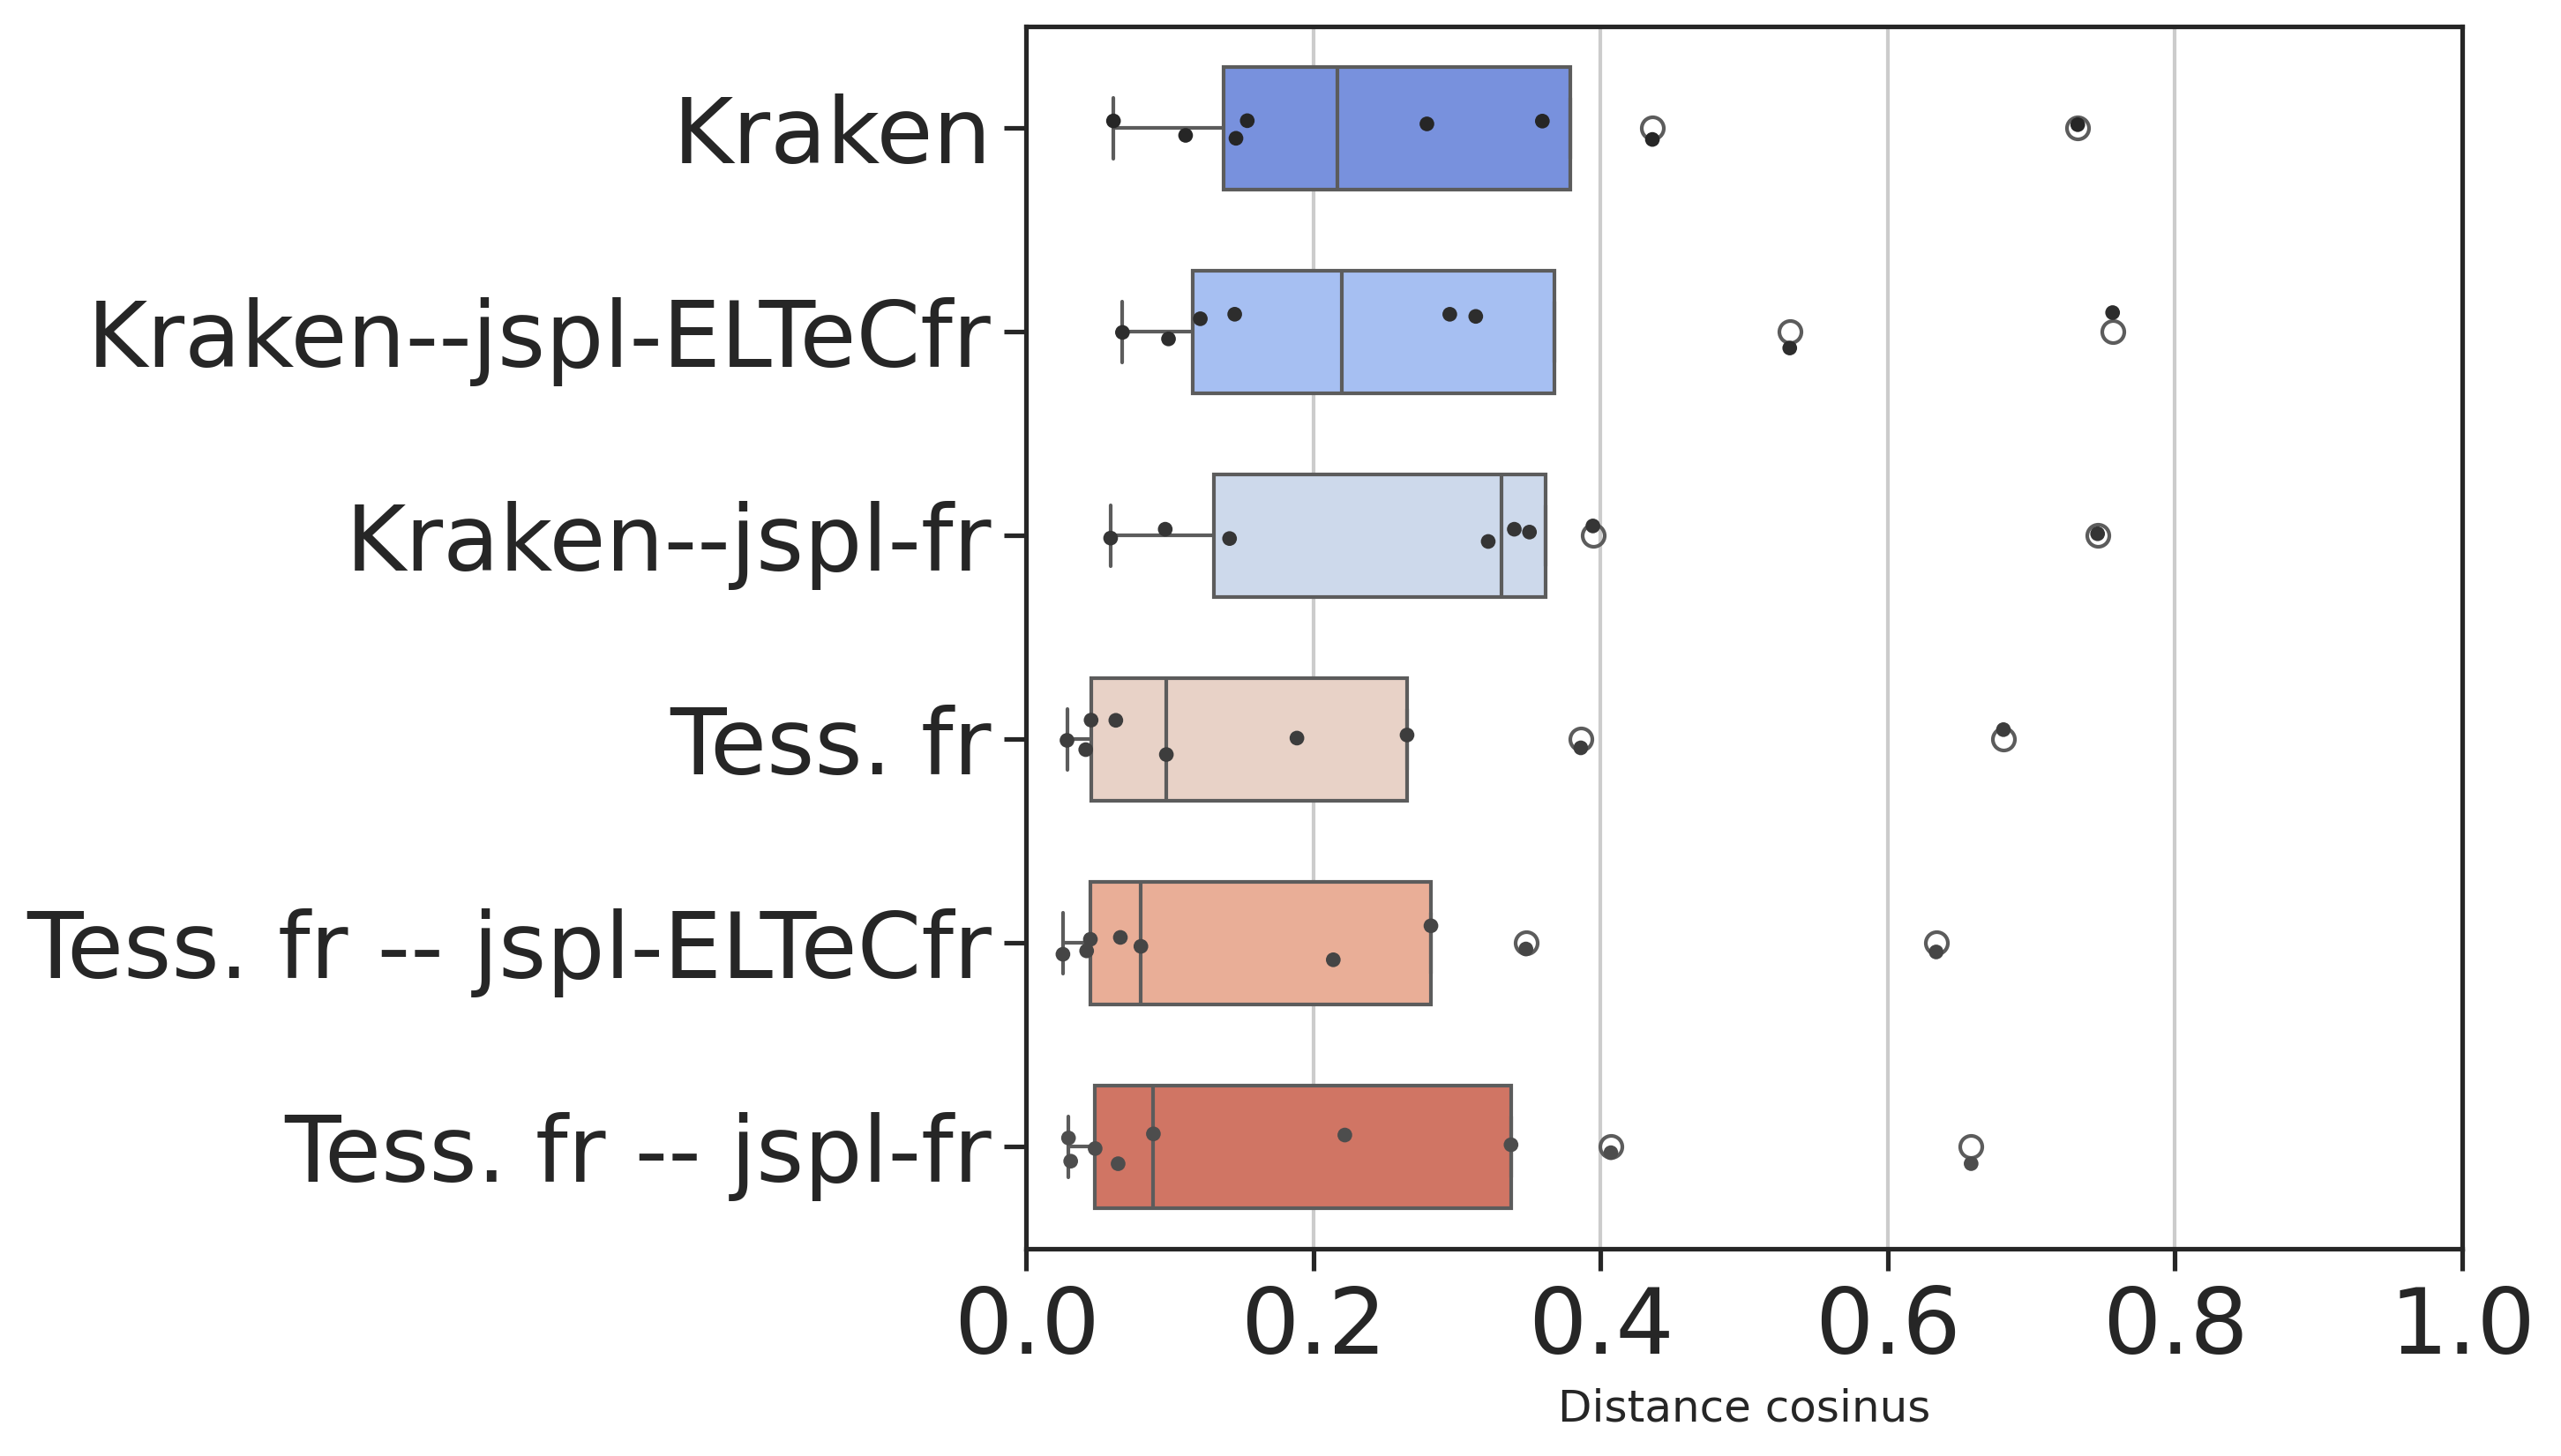 Kraken
Kraken--jspl-ELTeCfr
Kraken--jspl-fr
Tess. fr
Tess. fr -- jspl-ELTeCfr
Tess. fr -- jspl-fr
0.0 0.2 0.4 0.6 0.8 1.0
Distance cosinus